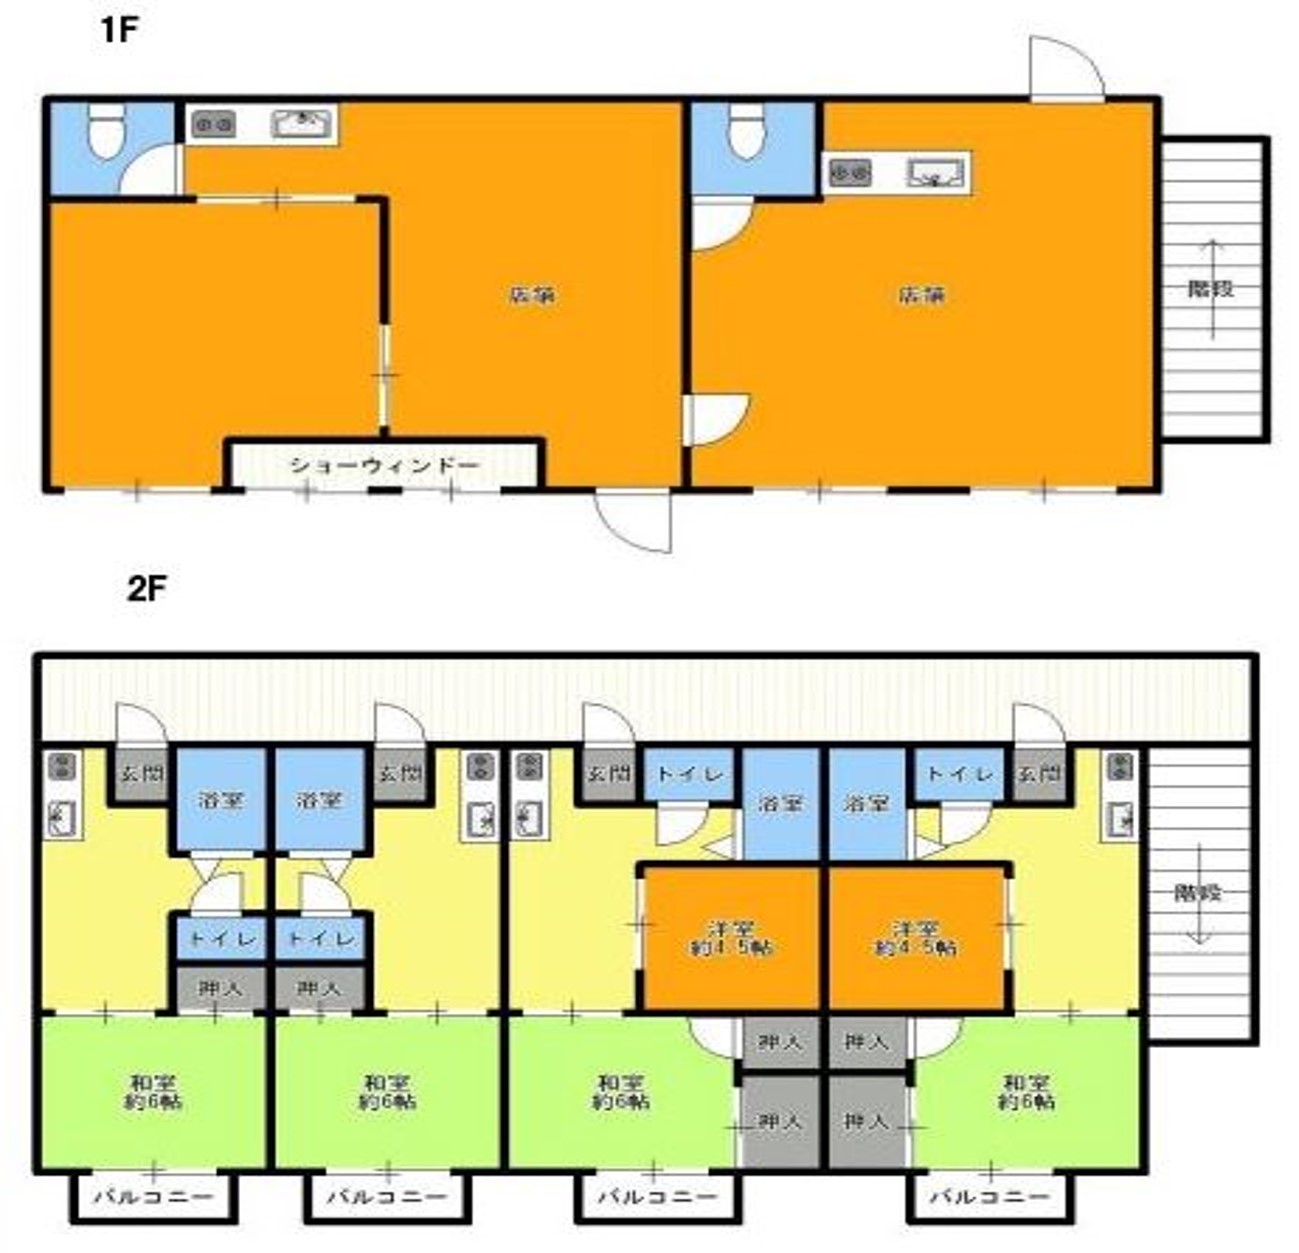 1F
店舗
店舗
階段
ショーウィンドー
2F
玄関
浴室
浴室
玄関
玄関
トイレ
浴室
浴室
トイレ
玄関
階段
トイレ
トイレ
洋室
約4.5帖
洋室
約4.5帖
押入
押入
押入
押入
和室
約6帖
和室
約6帖
和室
約6帖
和室
約6帖
押入
押入
バルコニー
バルコニー
バルコニー
バルコニー